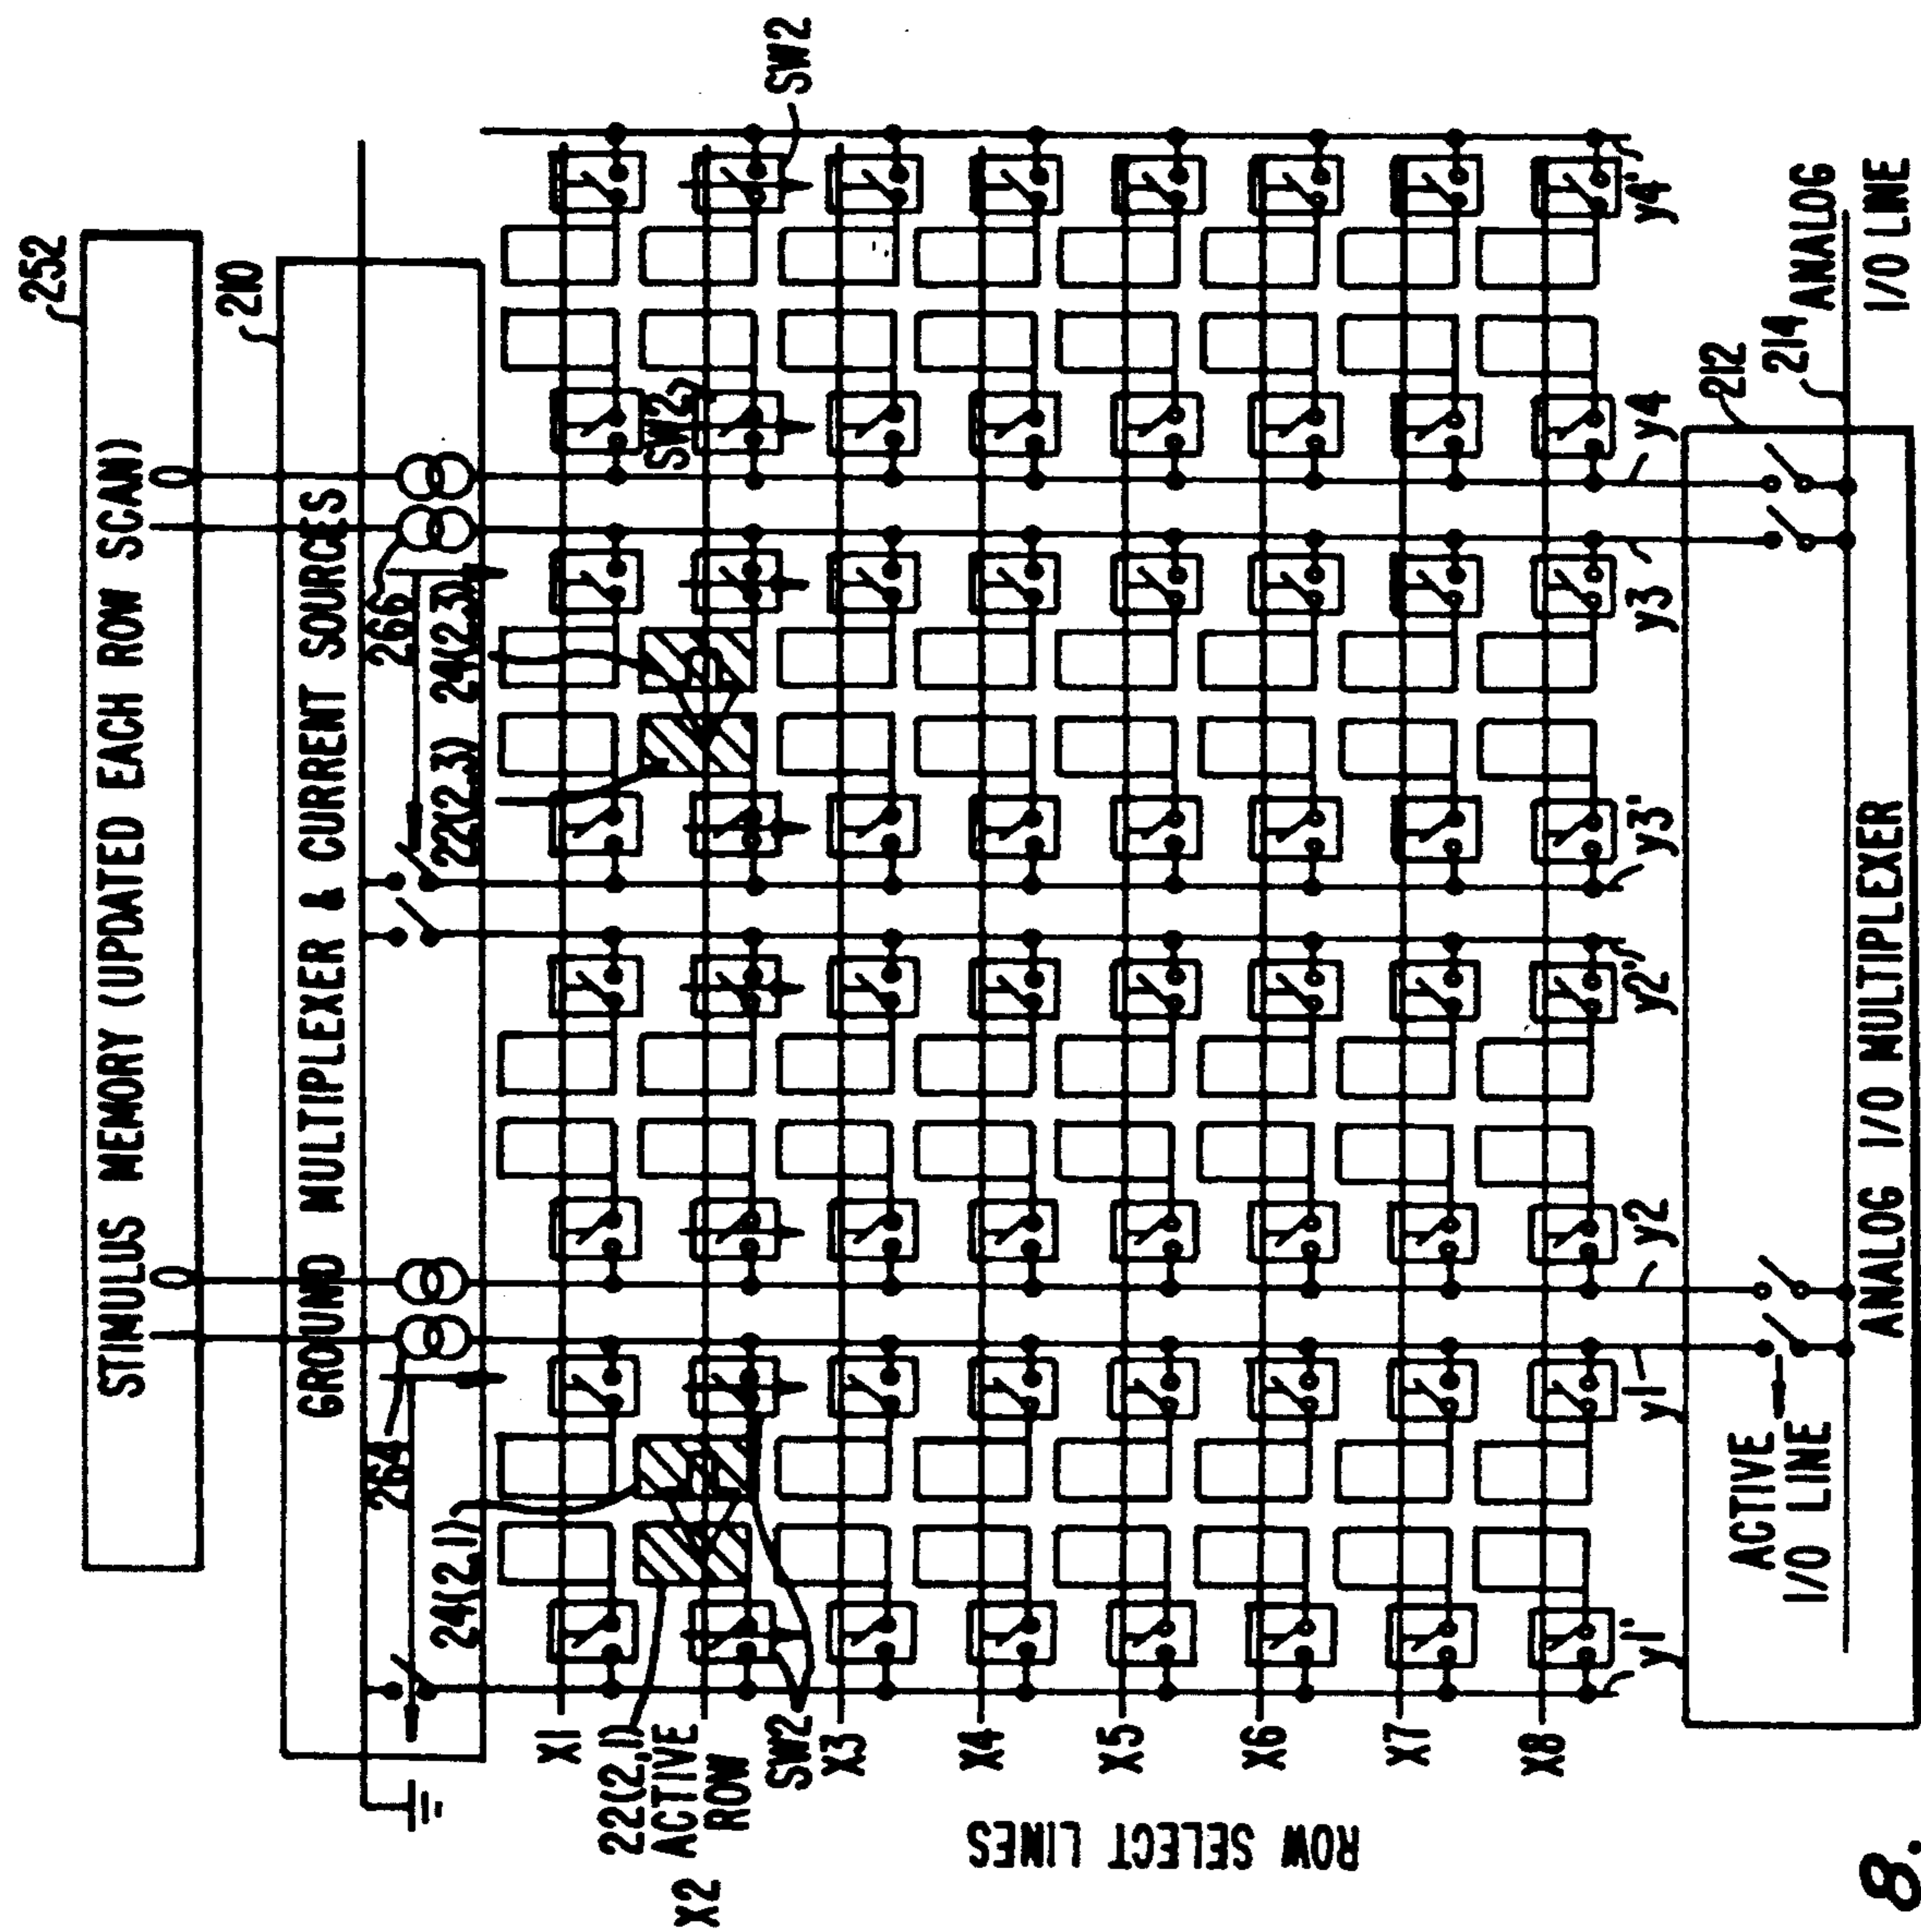 252
STIMULUS MEMORY (UPDATED EACH ROW SCAN)
0
0
210
GROUND MULTIPLEXER & CURRENT SOURCES
264
266
24(2,1)
22(2,3)
24(2,3)
X1
22(2,1)
X2 ACTIVE ROW
SW2
SW2
SW2
X3
X4
X5
X6
X7
X8
ROW SELECT LINES
y1'
y1
y2
y2'
y3'
y3
y4
y4'
212
214
ANALOG I/O LINE
ACTIVE I/O LINE
ANALOG I/O MULTIPLEXER
8.